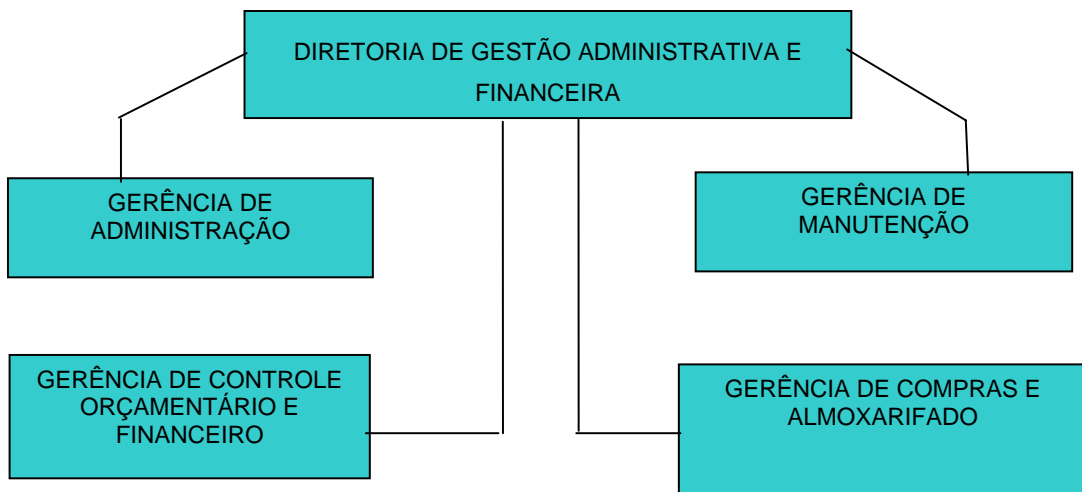 DIRETORIA DE GESTÃO ADMINISTRATIVA E
FINANCEIRA
GERÊNCIA DE
ADMINISTRAÇÃO
GERÊNCIA DE
MANUTENÇÃO
GERÊNCIA DE CONTROLE
ORÇAMENTÁRIO E
FINANCEIRO
GERÊNCIA DE COMPRAS E
ALMOXARIFADO